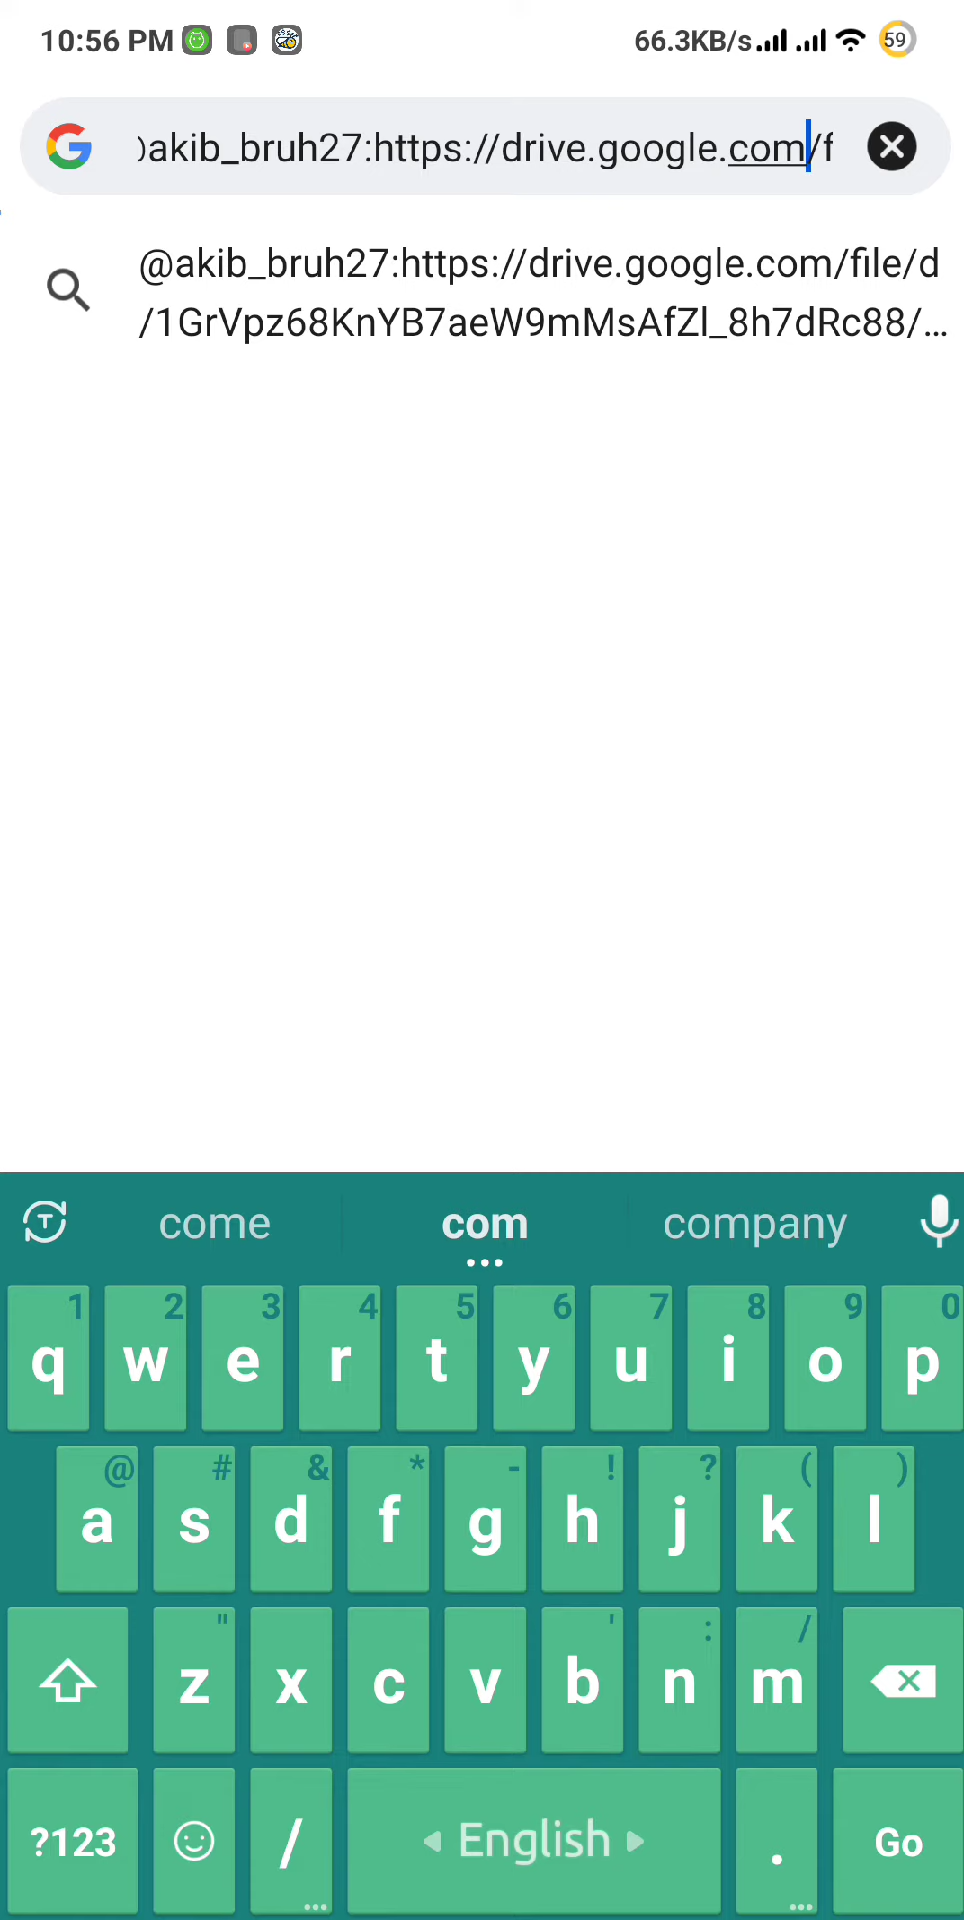 10:56 PM 66.3KB/s 59
@akib_bruh27:https://drive.google.com/f
@akib_bruh27:https://drive.google.com/file/d
/1GrVpz68KnYB7aeW9mMsAfZl_8h7dRc88/…
come com company
1 2 3 4 5 6 7 8 9 0
q w e r t y u i o p
@ # & * - ! ? ( )
a s d f g h j k l
" ' : /
z x c v b n m
?123 / English . Go